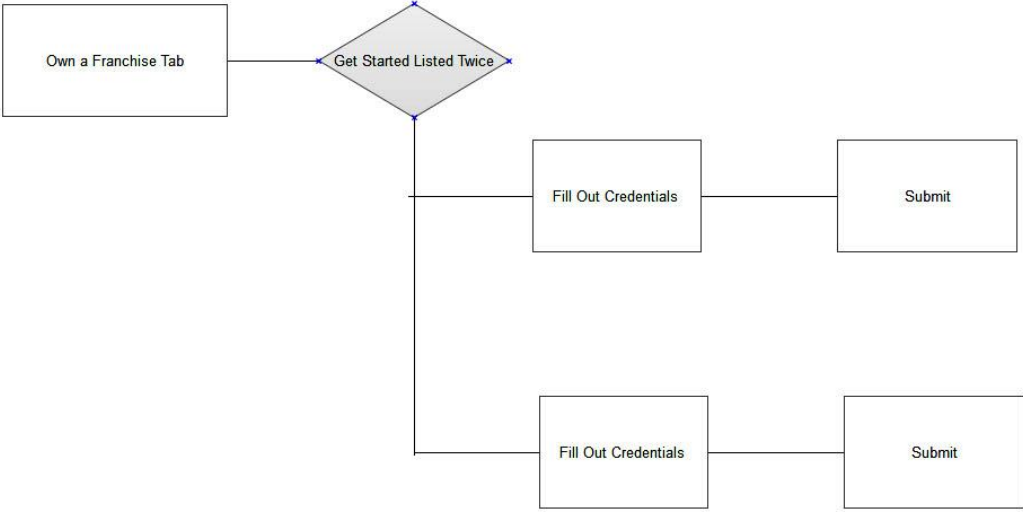 Own a Franchise Tab
Get Started Listed Twice
Fill Out Credentials
Submit
Fill Out Credentials
Submit